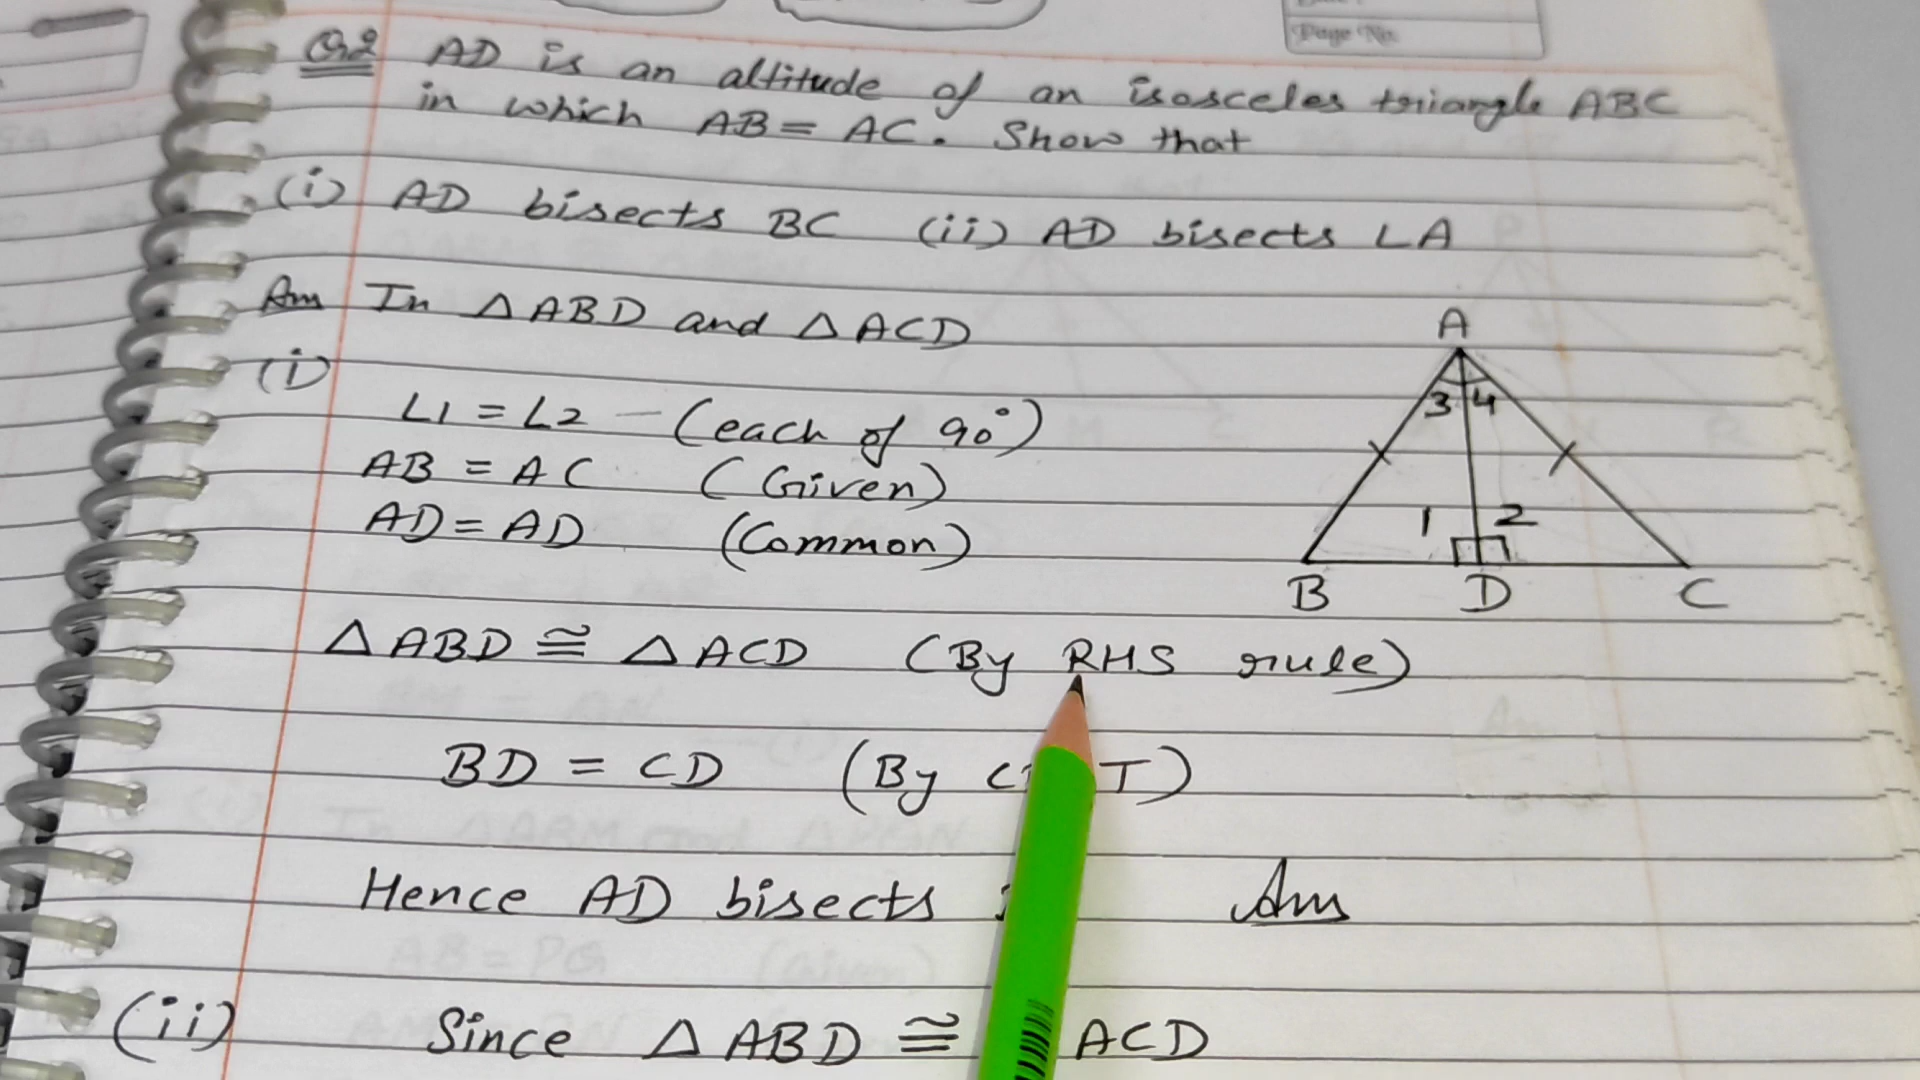 Page No.
Q.2 AD is an altitude of an isosceles triangle ABC
in which AB = AC. Show that
(i) AD bisects BC (ii) AD bisects ∠A
Ans In △ABD and △ACD
(i)
∠1 = ∠2 — (each of 90°)
AB = AC (Given)
AD = AD (Common)
A
3 4
1 2
B D C
△ABD ≅ △ACD (By RHS rule)
BD = CD (By C T)
Hence AD bisects Ans
(ii) Since △ABD ≅ ACD